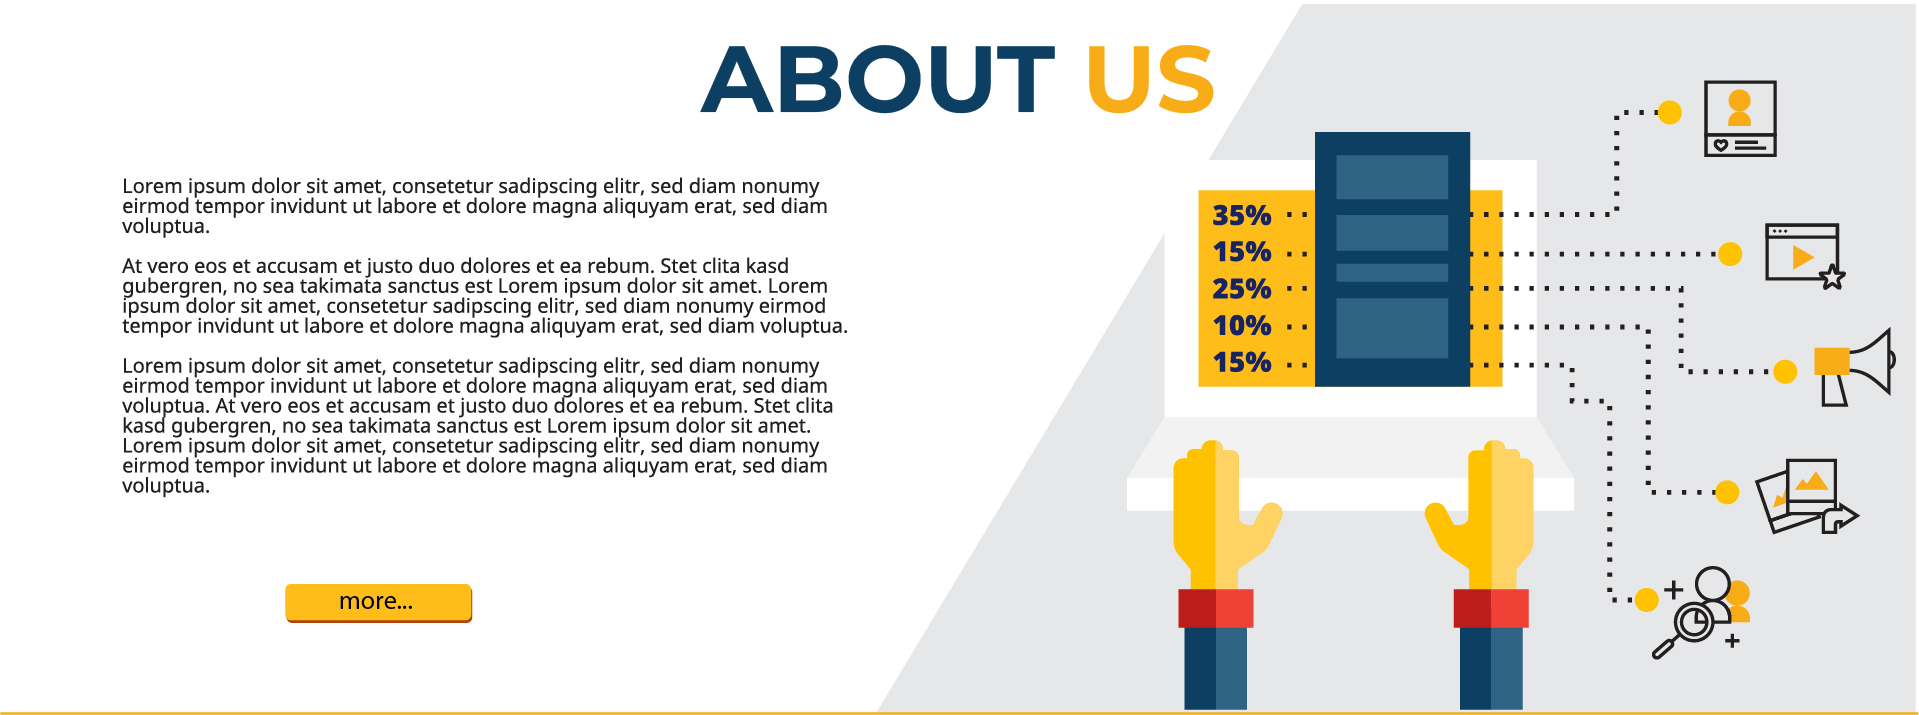 ABOUT US
Lorem ipsum dolor sit amet, consetetur sadipscing elitr, sed diam nonumy
eirmod tempor invidunt ut labore et dolore magna aliquyam erat, sed diam
voluptua.
At vero eos et accusam et justo duo dolores et ea rebum. Stet clita kasd
gubergren, no sea takimata sanctus est Lorem ipsum dolor sit amet. Lorem
ipsum dolor sit amet, consetetur sadipscing elitr, sed diam nonumy eirmod
tempor invidunt ut labore et dolore magna aliquyam erat, sed diam voluptua.
Lorem ipsum dolor sit amet, consetetur sadipscing elitr, sed diam nonumy
eirmod tempor invidunt ut labore et dolore magna aliquyam erat, sed diam
voluptua. At vero eos et accusam et justo duo dolores et ea rebum. Stet clita
kasd gubergren, no sea takimata sanctus est Lorem ipsum dolor sit amet.
Lorem ipsum dolor sit amet, consetetur sadipscing elitr, sed diam nonumy
eirmod tempor invidunt ut labore et dolore magna aliquyam erat, sed diam
voluptua.
more...
35%
15%
25%
10%
15%